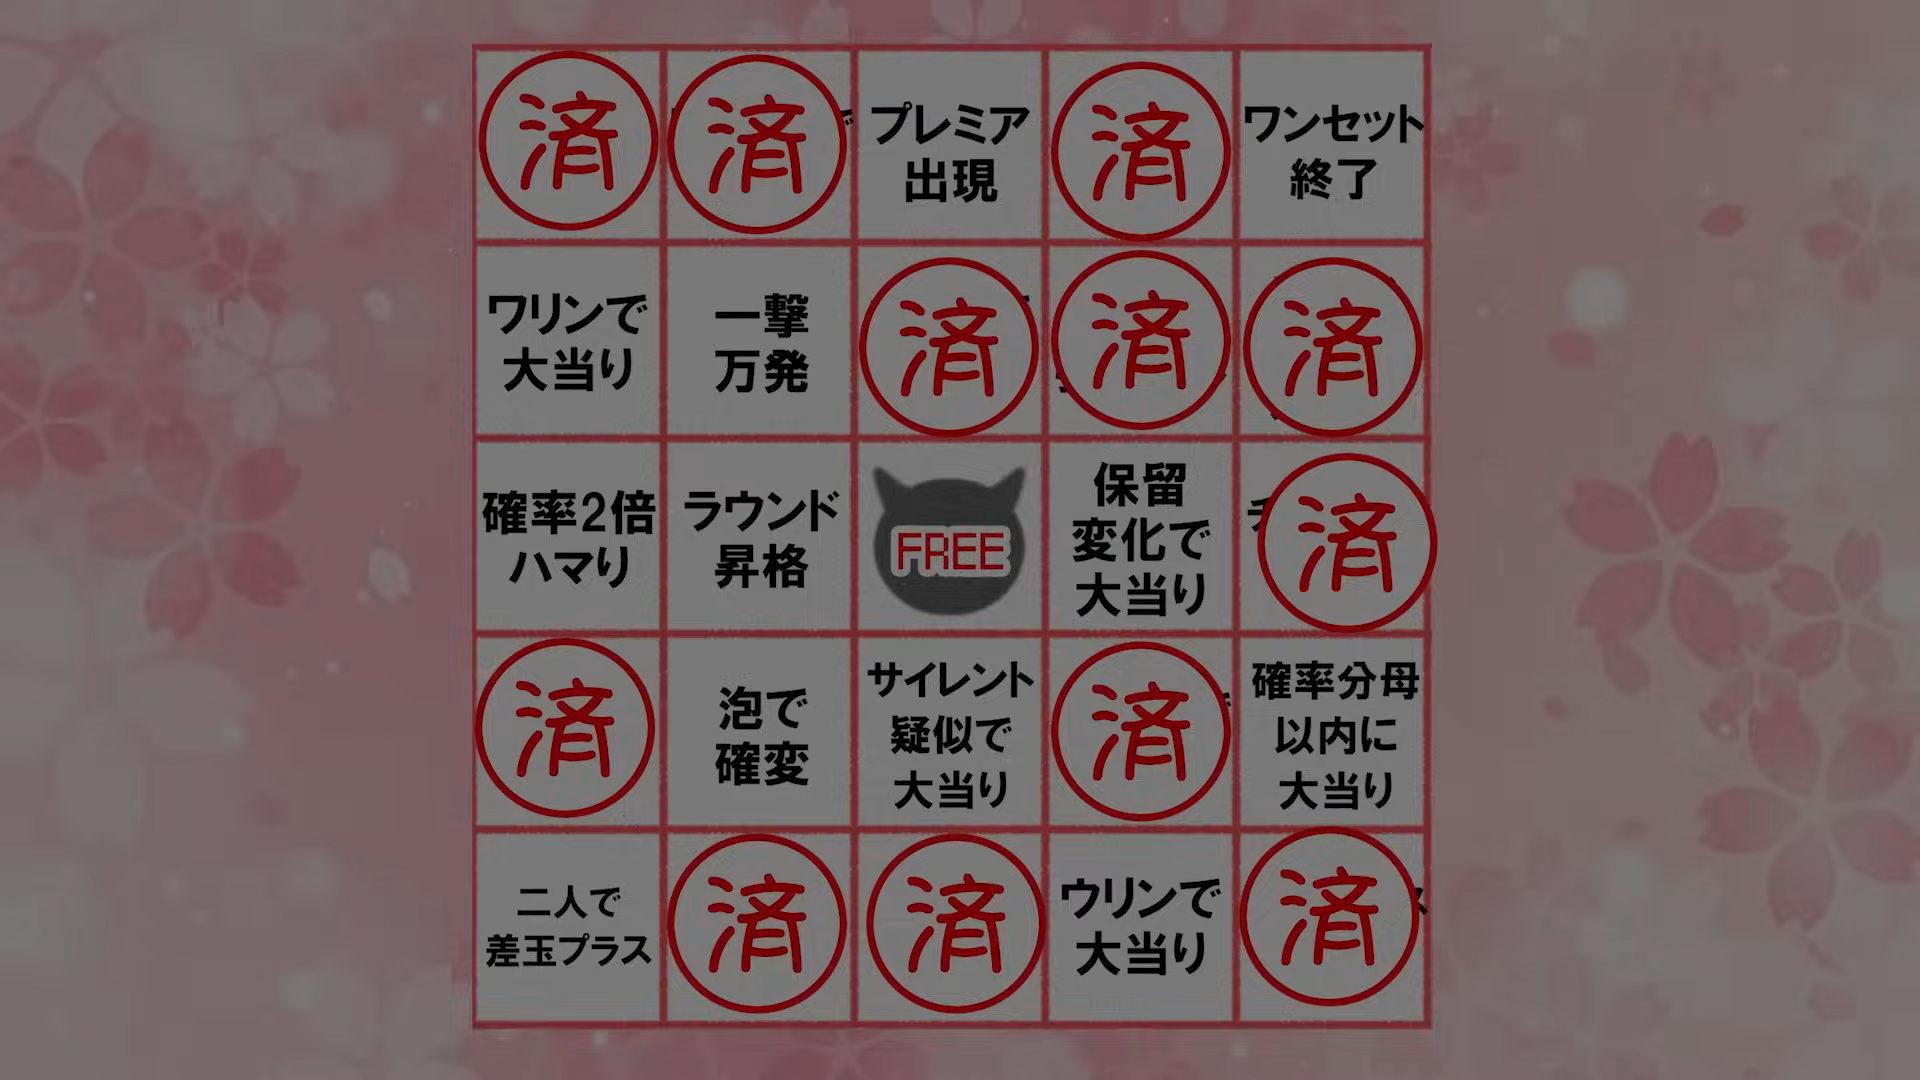 済
済
プレミア
出現
済
ワンセット
終了
ワリンで
大当り
一撃
万発
済
済
済
確率2倍
ハマり
ラウンド
昇格
FREE
保留
変化で
大当り
済
済
泡で
確変
サイレント
疑似で
大当り
済
確率分母
以内に
大当り
二人で
差玉プラス
済
済
ウリンで
大当り
済